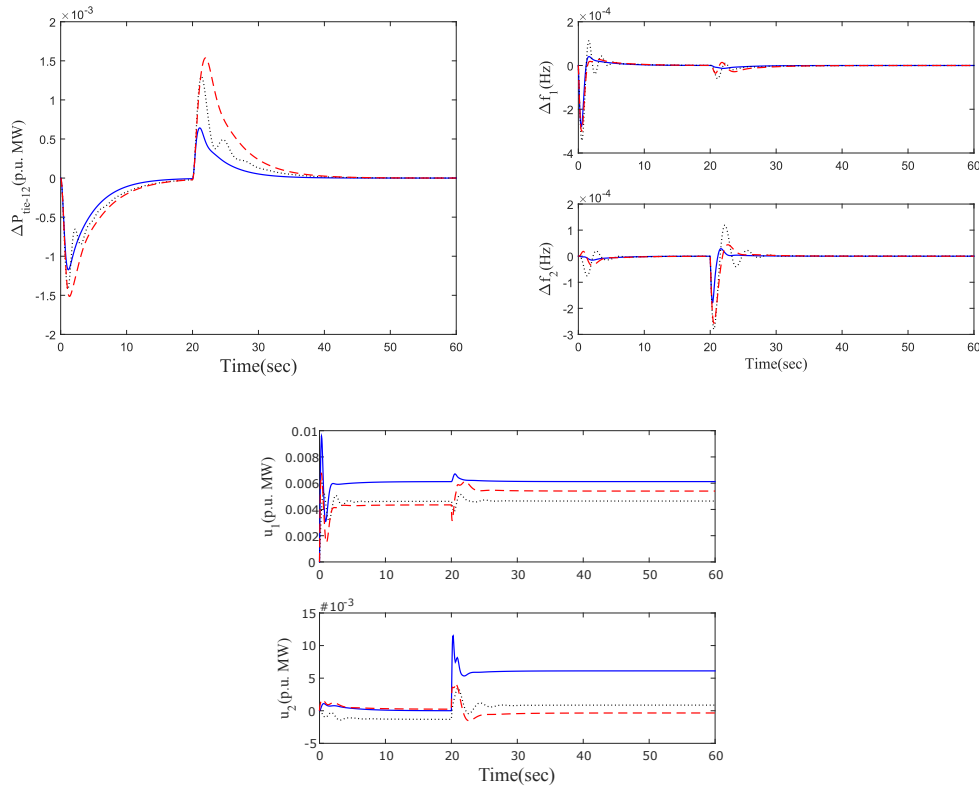 ×10⁻³
2
1.5
1
0.5
0
-0.5
-1
-1.5
-2
ΔP_tie-12(p.u. MW)
0 10 20 30 40 50 60
Time(sec)
×10⁻⁴
2
0
-2
-4
Δf₁(Hz)
0 10 20 30 40 50 60
×10⁻⁴
2
1
0
-1
-2
-3
Δf₂(Hz)
0 10 20 30 40 50 60
Time(sec)
0.01
0.008
0.006
0.004
0.002
0
u₁(p.u. MW)
0 10 20 30 40 50 60
#10⁻³
15
10
5
0
-5
u₂(p.u. MW)
0 10 20 30 40 50 60
Time(sec)